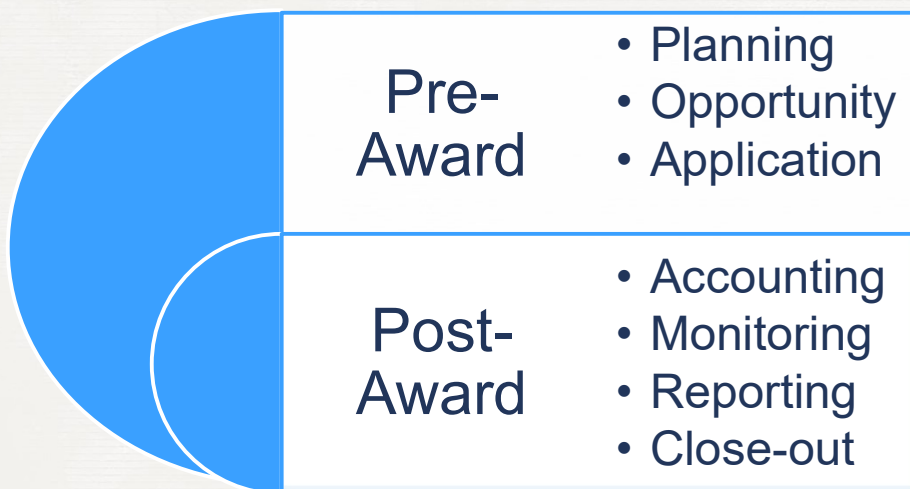 Pre-
Award
• Planning
• Opportunity
• Application
Post-
Award
• Accounting
• Monitoring
• Reporting
• Close-out